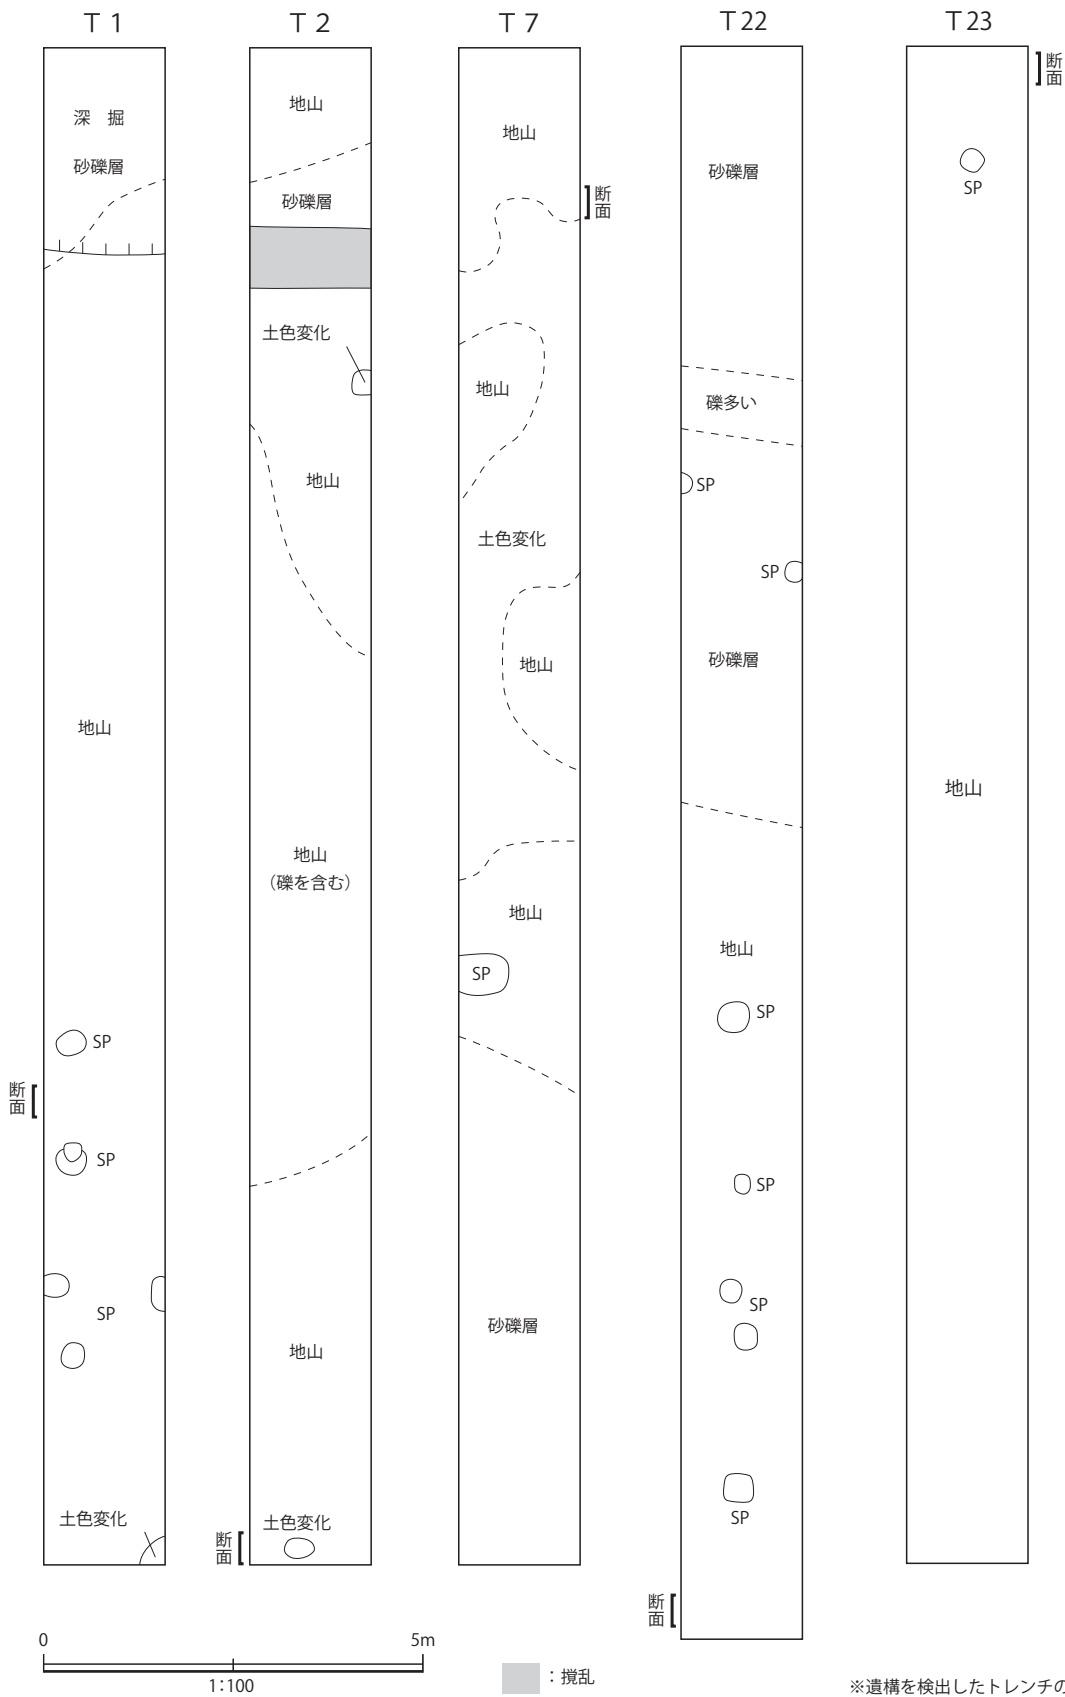 T 1
深　掘
砂礫層
地山
SP
断面
SP
SP
土色変化
T 2
地山
砂礫層
土色変化
地山
地山
（礫を含む）
地山
土色変化
断面
T 7
地山
断面
地山
土色変化
地山
地山
SP
砂礫層
T22
砂礫層
礫多い
SP
SP
砂礫層
地山
SP
SP
SP
SP
断面
T23
断面
SP
地山
0
5m
1:100
：撹乱
※遺構を検出したトレンチの